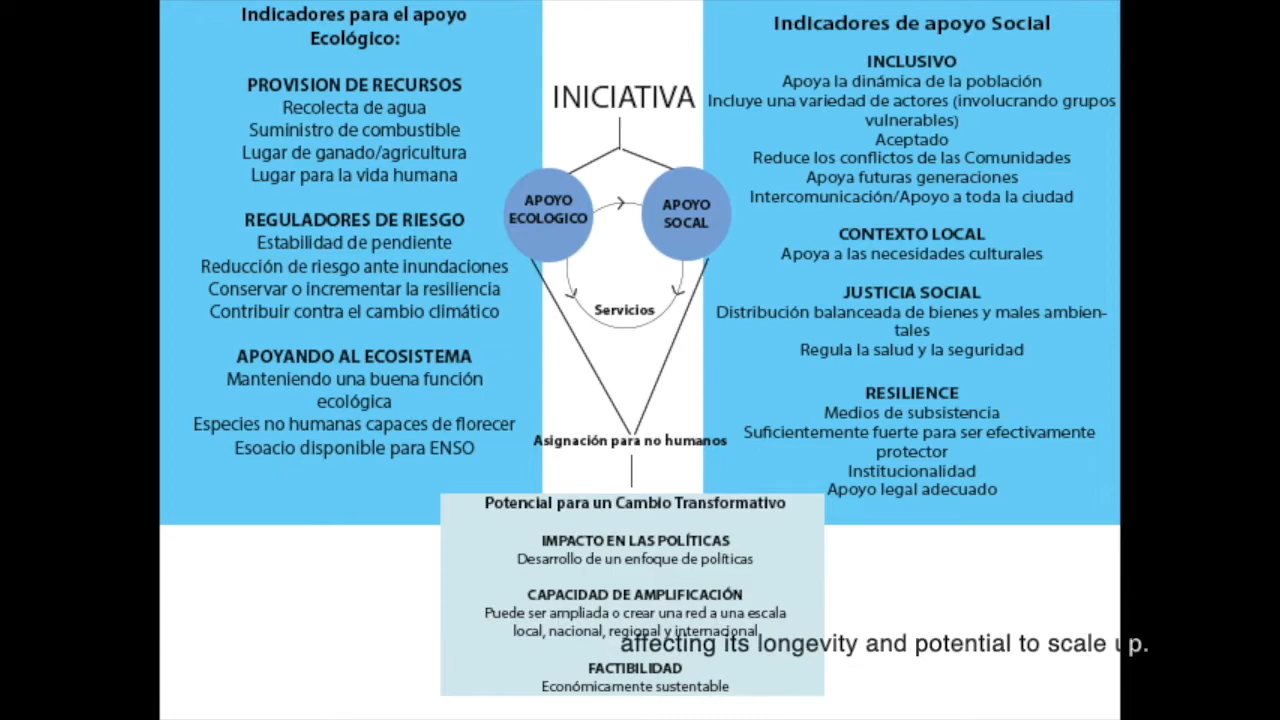 Indicadores para el apoyo
Ecológico:
PROVISION DE RECURSOS
Recolecta de agua
Suministro de combustible
Lugar de ganado/agricultura
Lugar para la vida humana
REGULADORES DE RIESGO
Estabilidad de pendiente
Reducción de riesgo ante inundaciones
Conservar o incrementar la resiliencia
Contribuir contra el cambio climático
APOYANDO AL ECOSISTEMA
Manteniendo una buena función
ecológica
Especies no humanas capaces de florecer
Esoacio disponible para ENSO
INICIATIVA
APOYO
ECOLOGICO
APOYO
SOCAL
Servicios
Asignación para no humanos
Indicadores de apoyo Social
INCLUSIVO
Apoya la dinámica de la población
Incluye una variedad de actores (involucrando grupos
vulnerables)
Aceptado
Reduce los conflictos de las Comunidades
Apoya futuras generaciones
Intercomunicación/Apoyo a toda la ciudad
CONTEXTO LOCAL
Apoya a las necesidades culturales
JUSTICIA SOCIAL
Distribución balanceada de bienes y males ambien-
tales
Regula la salud y la seguridad
RESILIENCE
Medios de subsistencia
Suficientemente fuerte para ser efectivamente
protector
Institucionalidad
Apoyo legal adecuado
Potencial para un Cambio Transformativo
IMPACTO EN LAS POLÍTICAS
Desarrollo de un enfoque de políticas
CAPACIDAD DE AMPLIFICACIÓN
Puede ser ampliada o crear una red a una escala
local, nacional, regional y internacional
affecting its longevity and potential to scale up.
FACTIBILIDAD
Económicamente sustentable